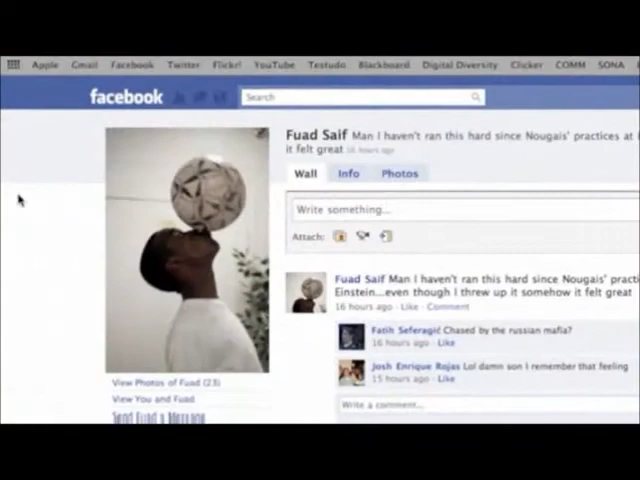 Apple Gmail Facebook Twitter Flickr YouTube Testudo Blackboard Digital Diversity Clicker COMM SONA
facebook
Search
Fuad Saif Man I haven't ran this hard since Nougais' practices at
it felt great 16 hours ago
Wall Info Photos
Write something...
Attach:
Fuad Saif Man I haven't ran this hard since Nougais' practi
Einstein...even though I threw up it somehow it felt great
16 hours ago · Like · Comment
Fatih Seferagić Chased by the russian mafia?
16 hours ago · Like
Josh Enrique Rojas Lol damn son I remember that feeling
15 hours ago · Like
Write a comment...
View Photos of Fuad (23)
View You and Fuad
Send Fuad a Message